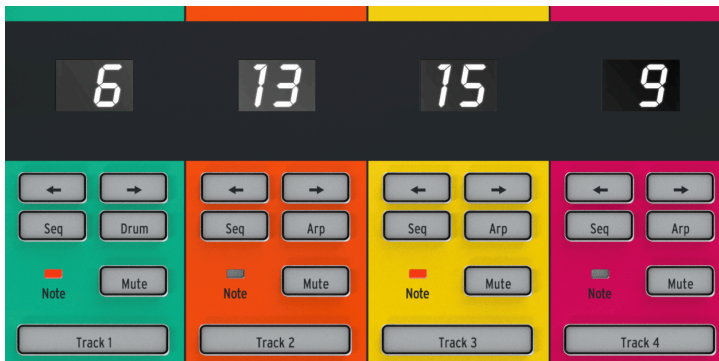 6 13 15 9
← → ← → ← → ← →
Seq Drum Seq Arp Seq Arp Seq Arp
Mute Mute Mute Mute
Note Note Note Note
Track 1 Track 2 Track 3 Track 4